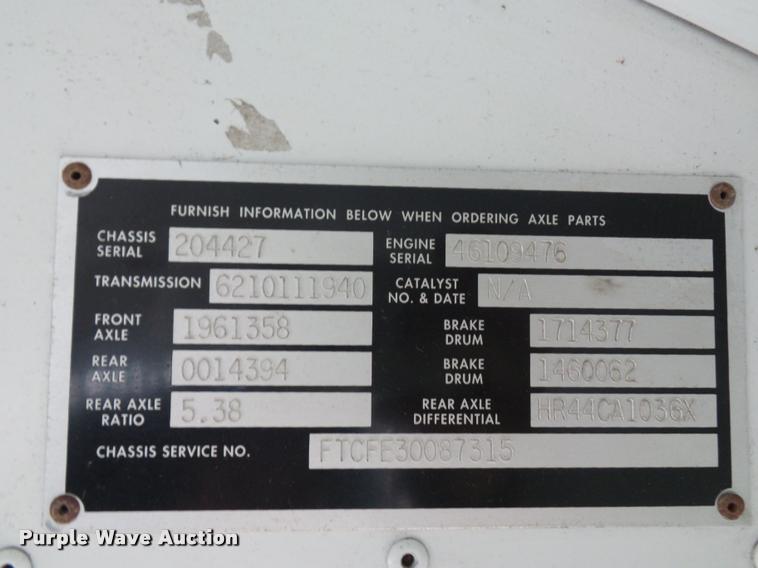 FURNISH INFORMATION BELOW WHEN ORDERING AXLE PARTS
CHASSIS SERIAL 204427 ENGINE SERIAL 46109476
TRANSMISSION 6210111940 CATALYST NO. & DATE N/A
FRONT AXLE 1961358 BRAKE DRUM 1714377
REAR AXLE 0014394 BRAKE DRUM 1460062
REAR AXLE RATIO 5.38 REAR AXLE DIFFERENTIAL HR44CA1036X
CHASSIS SERVICE NO. FTCFE30087315
Purple Wave Auction